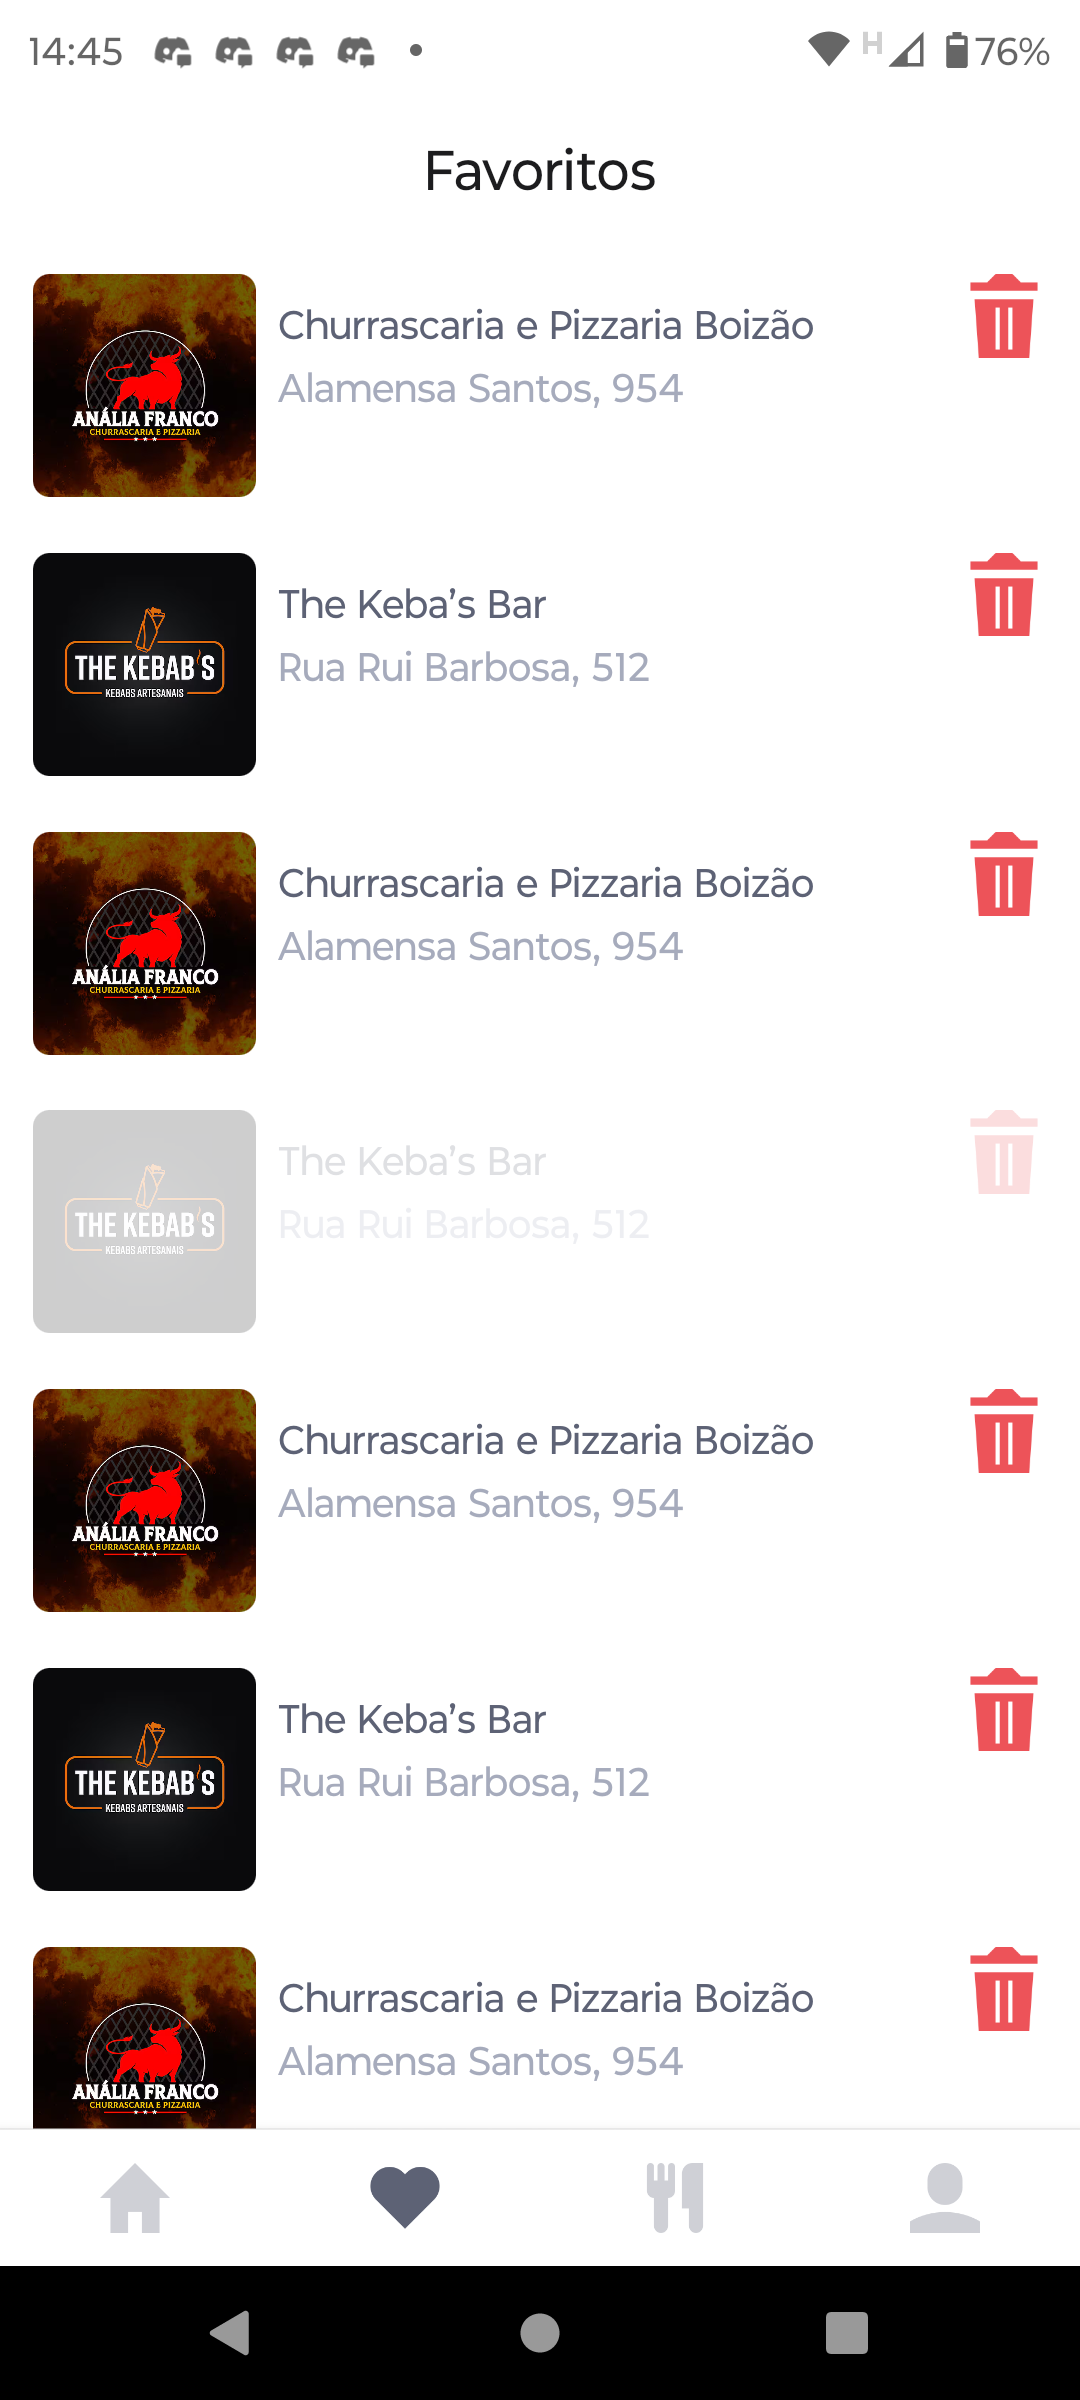 14:45
H
76%
Favoritos
ANÁLIA FRANCO
CHURRASCARIA E PIZZARIA
Churrascaria e Pizzaria Boizão
Alamensa Santos, 954
THE KEBAB'S
KEBABS ARTESANAIS
The Keba’s Bar
Rua Rui Barbosa, 512
ANÁLIA FRANCO
CHURRASCARIA E PIZZARIA
Churrascaria e Pizzaria Boizão
Alamensa Santos, 954
THE KEBAB'S
KEBABS ARTESANAIS
The Keba’s Bar
Rua Rui Barbosa, 512
ANÁLIA FRANCO
CHURRASCARIA E PIZZARIA
Churrascaria e Pizzaria Boizão
Alamensa Santos, 954
THE KEBAB'S
KEBABS ARTESANAIS
The Keba’s Bar
Rua Rui Barbosa, 512
ANÁLIA FRANCO
CHURRASCARIA E PIZZARIA
Churrascaria e Pizzaria Boizão
Alamensa Santos, 954